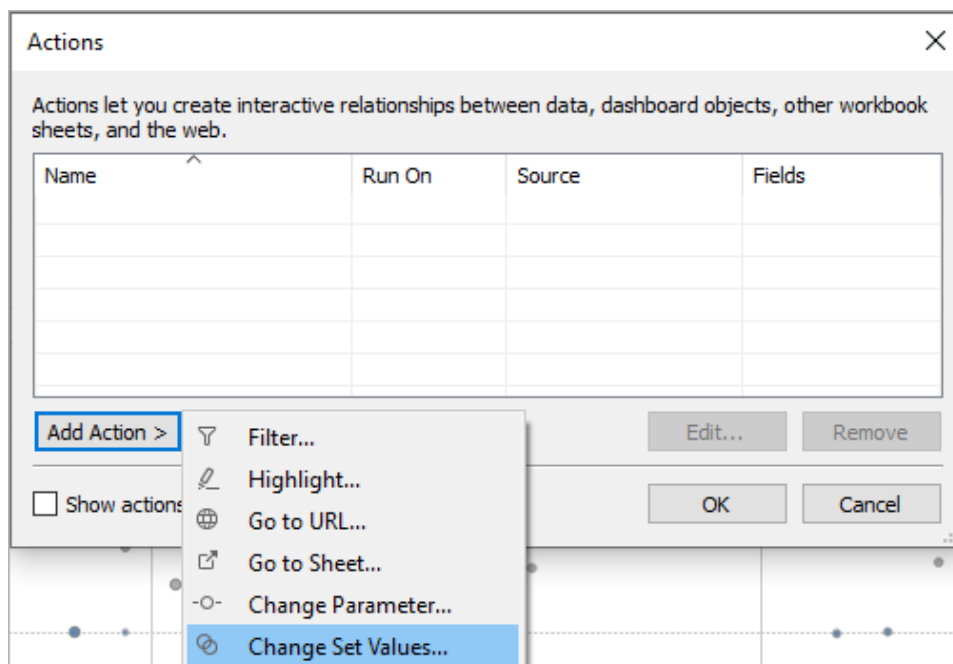 Actions
Actions let you create interactive relationships between data, dashboard objects, other workbook
sheets, and the web.
Name Run On Source Fields
Add Action > Edit... Remove
Filter...
Highlight...
Show actions OK Cancel
Go to URL...
Go to Sheet...
Change Parameter...
Change Set Values...